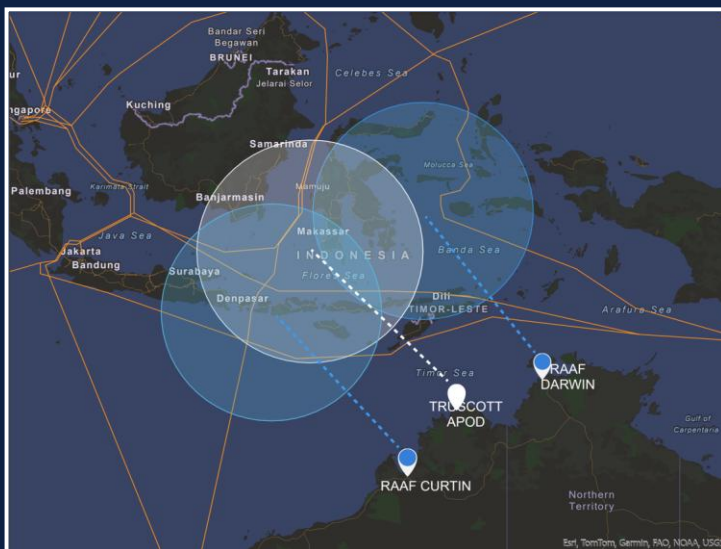 Bandar Seri
Begawan
BRUNEI
Celebes Sea
Tarakan
Jelarai Selor
Kuching
Samarinda
Molucca Sea
Palembang
Karimata Strait
Banjarmasin
Mamuju
Java Sea
Makassar
Jakarta
INDONESIA
Banda Sea
Bandung
Surabaya
Flores Sea
Denpasar
Dili
TIMOR-LESTE
Arafura Sea
RAAF
DARWIN
Timor Sea
TRUSCOTT
APOD
Gulf of
Carpentaria
RAAF CURTIN
Northern
Territory
Esri, TomTom, Garmin, FAO, NOAA, USGS